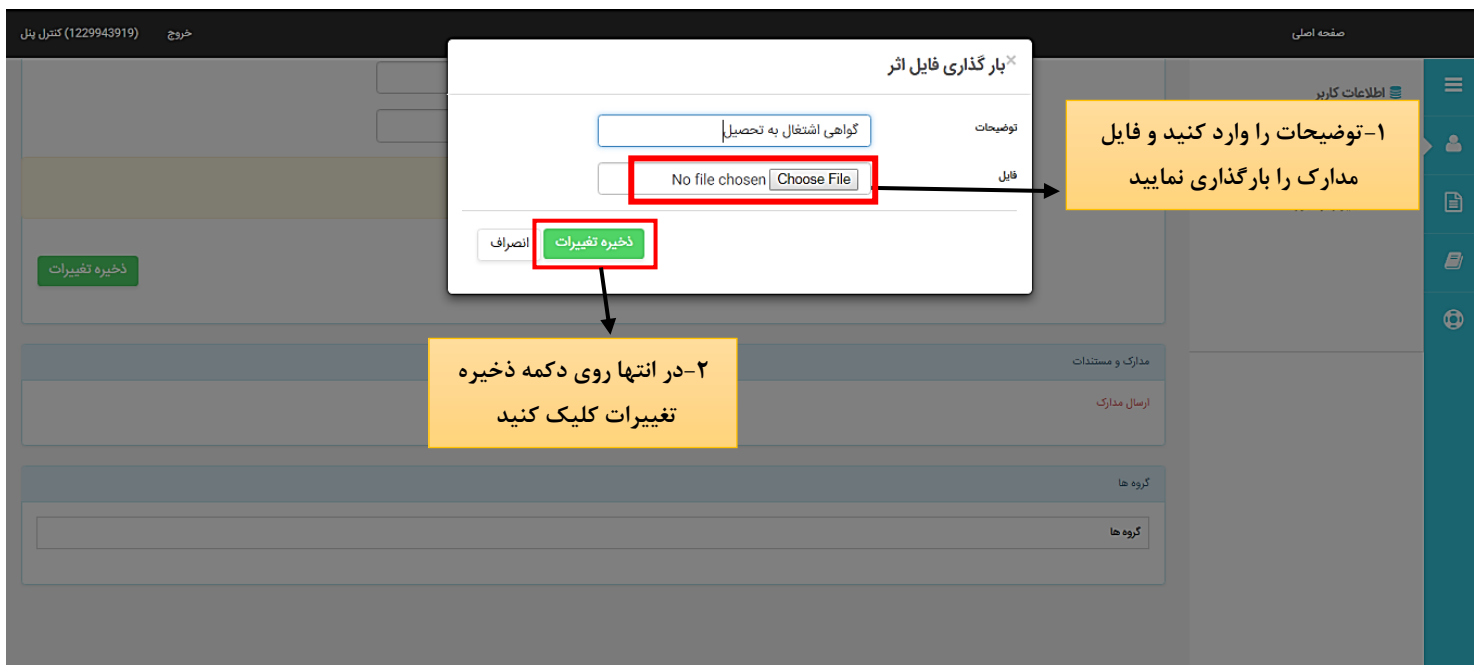 صفحه اصلی
خروج
(1229943919) کنترل پنل
اطلاعات کاربر
×بار گذاری فایل اثر
توضیحات
گواهی اشتغال به تحصیل
فایل
No file chosen Choose File
ذخیره تغییرات
انصراف
۱-توضیحات را وارد کنید و فایل
مدارک را بارگذاری نمایید
ذخیره تغییرات
۲-در انتها روی دکمه ذخیره
تغییرات کلیک کنید
مدارک و مستندات
ارسال مدارک
گروه ها
گروه ها